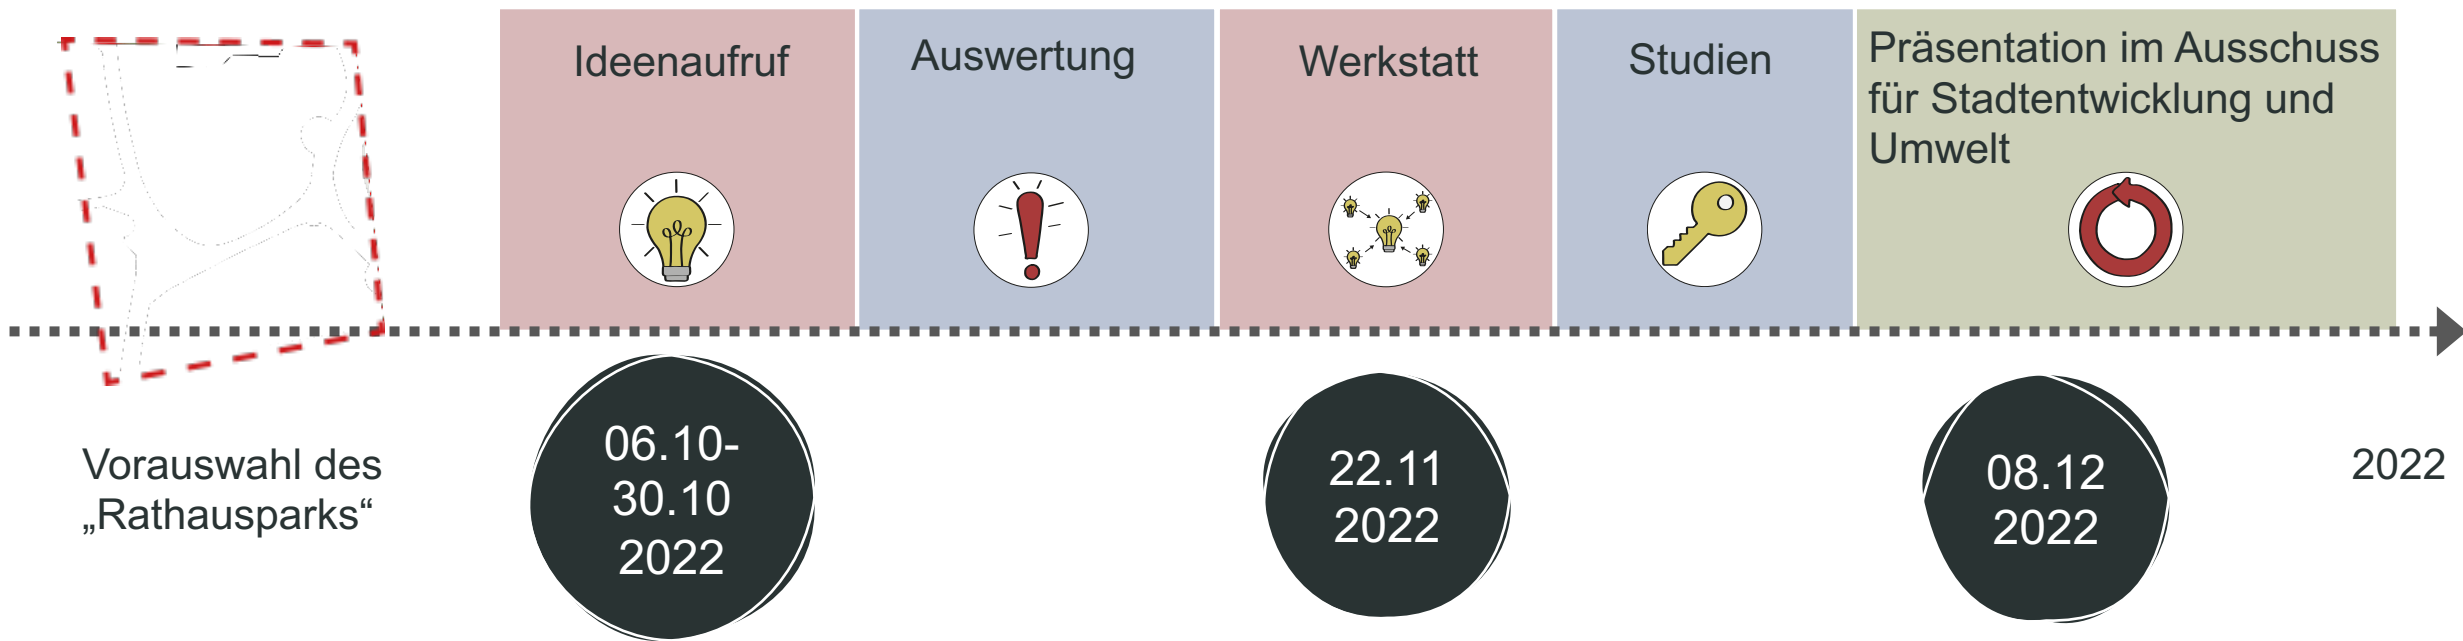 Ideenaufruf
Auswertung
Werkstatt
Studien
Präsentation im Ausschuss
für Stadtentwicklung und
Umwelt
Vorauswahl des
„Rathausparks“
06.10-
30.10
2022
22.11
2022
08.12
2022
2022